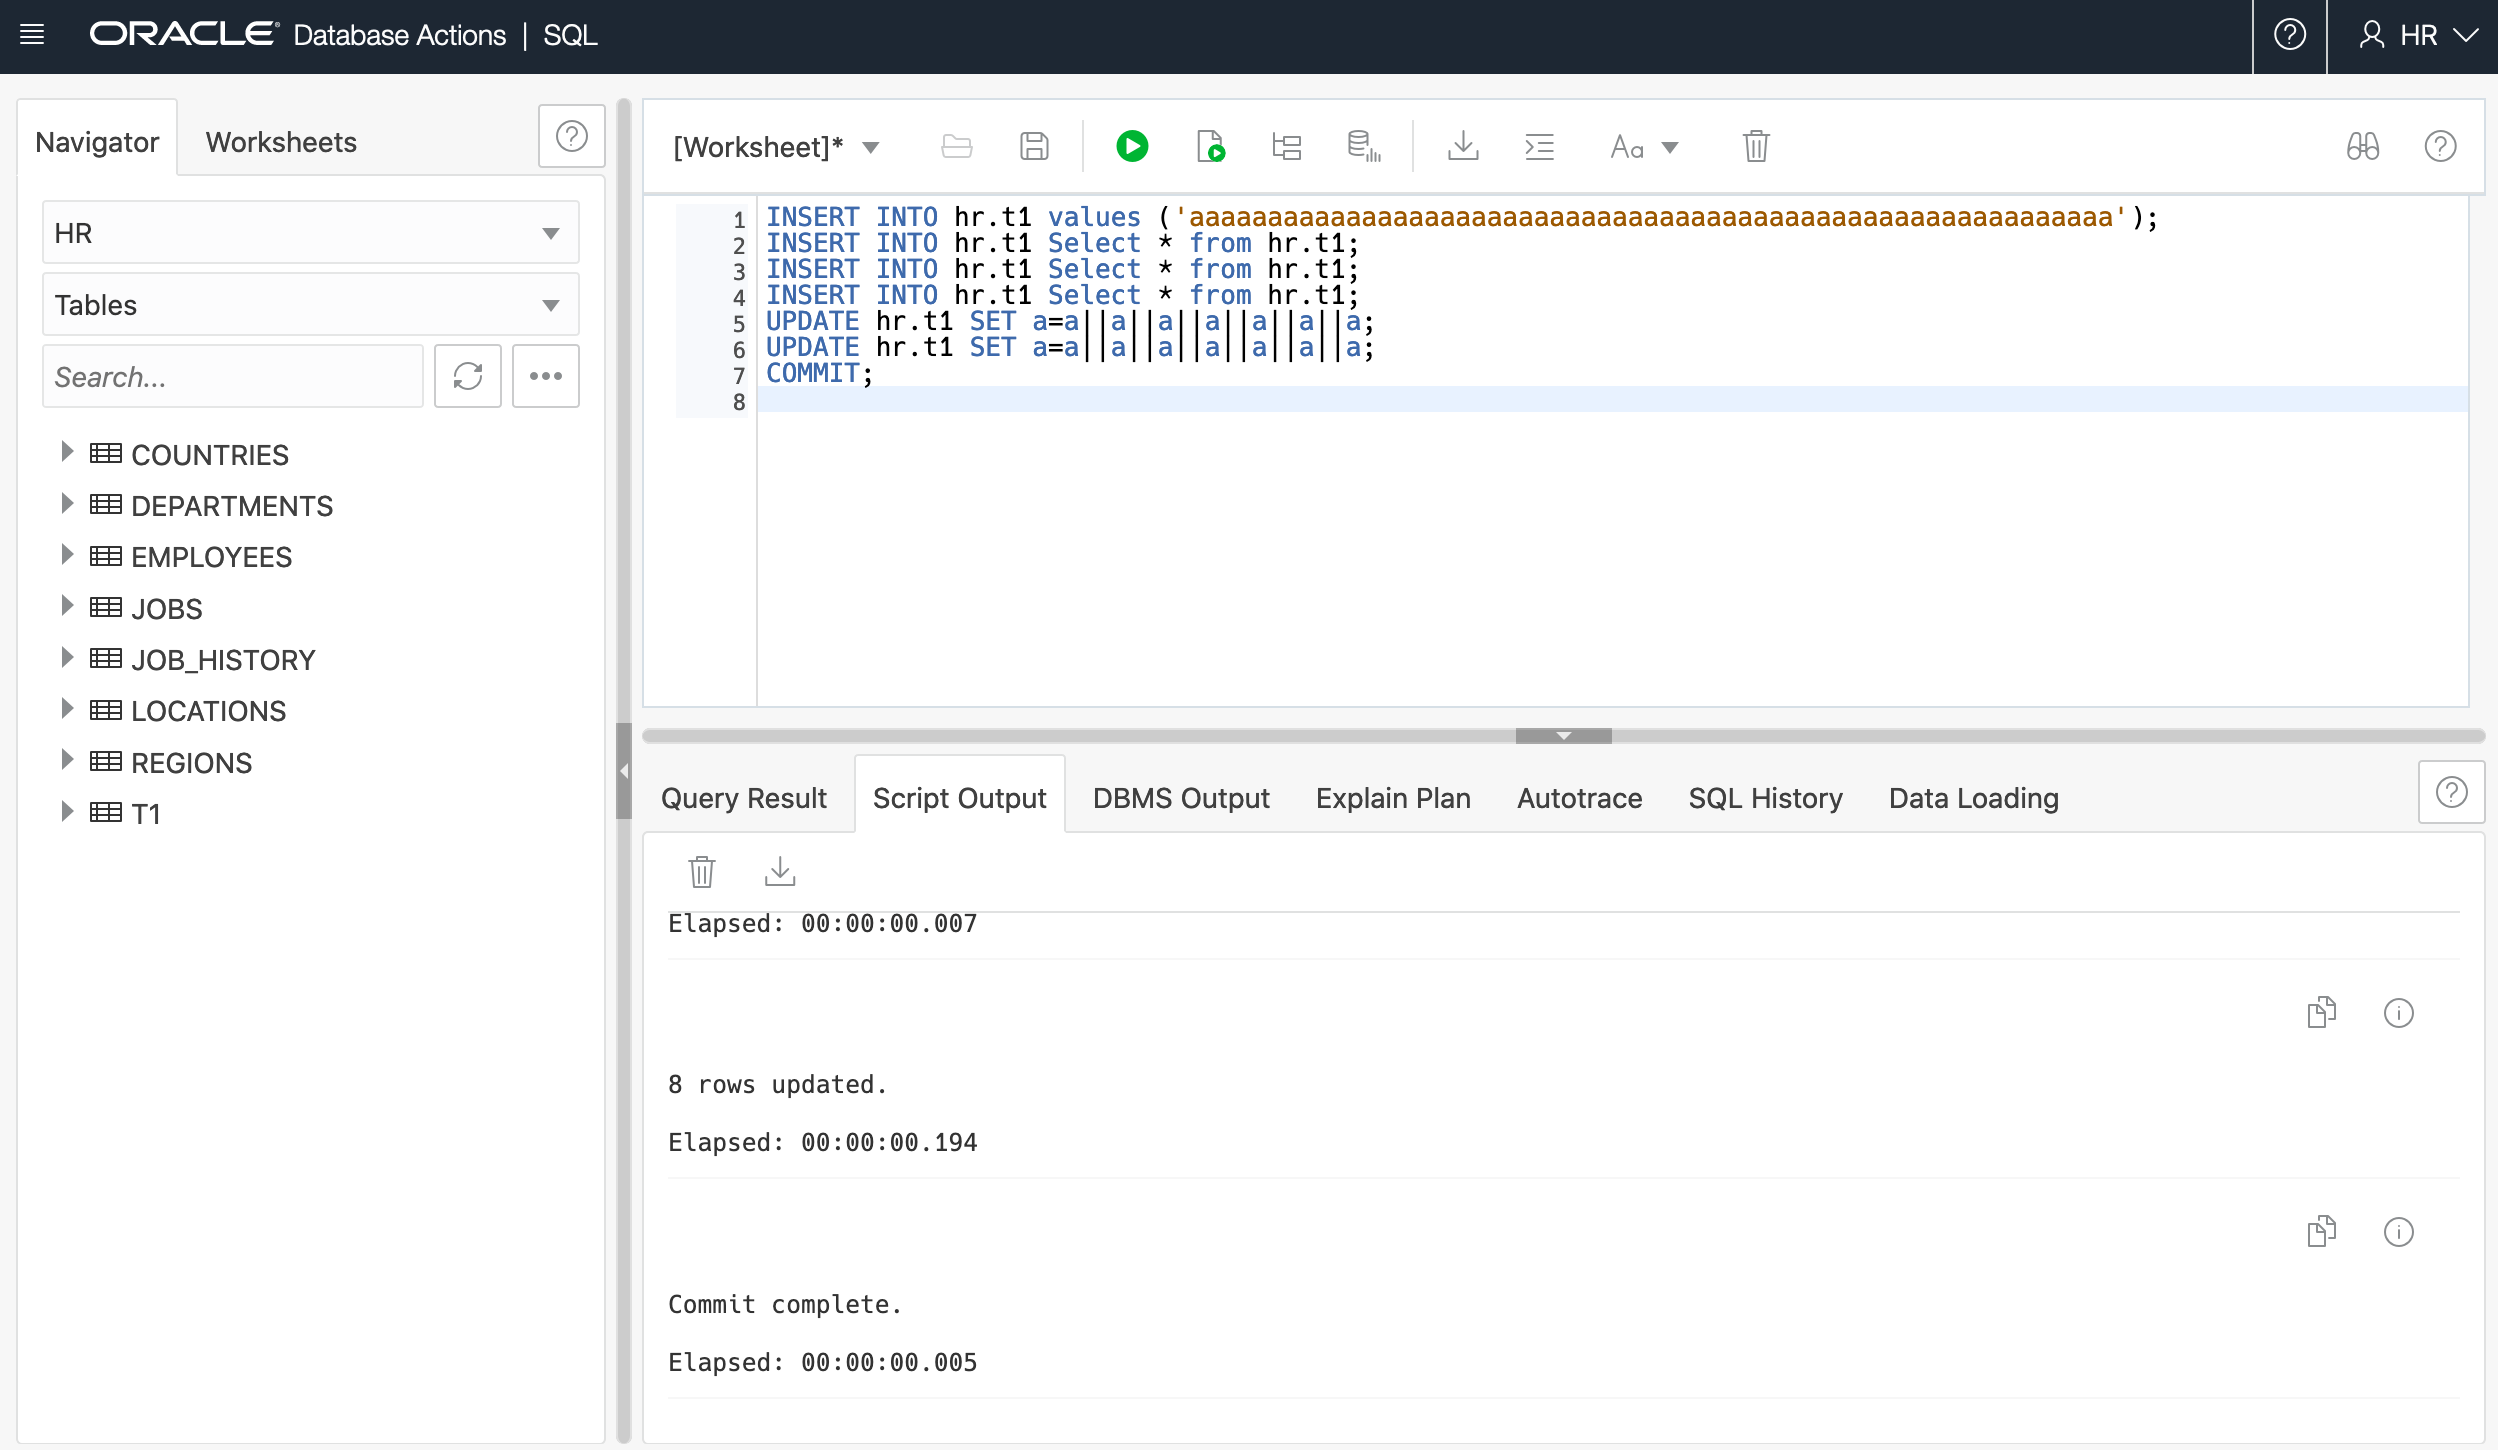 ORACLE Database Actions | SQL
HR
Navigator
Worksheets
HR
Tables
Search...
COUNTRIES
DEPARTMENTS
EMPLOYEES
JOBS
JOB_HISTORY
LOCATIONS
REGIONS
T1
[Worksheet]*
Aa
1 INSERT INTO hr.t1 values ('aaaaaaaaaaaaaaaaaaaaaaaaaaaaaaaaaaaaaaaaaaaaaaaaaaaaaaaaaaa');
2 INSERT INTO hr.t1 Select * from hr.t1;
3 INSERT INTO hr.t1 Select * from hr.t1;
4 INSERT INTO hr.t1 Select * from hr.t1;
5 UPDATE hr.t1 SET a=a||a||a||a||a||a||a;
6 UPDATE hr.t1 SET a=a||a||a||a||a||a||a;
7 COMMIT;
8
Query Result
Script Output
DBMS Output
Explain Plan
Autotrace
SQL History
Data Loading
Elapsed: 00:00:00.007
8 rows updated.
Elapsed: 00:00:00.194
Commit complete.
Elapsed: 00:00:00.005